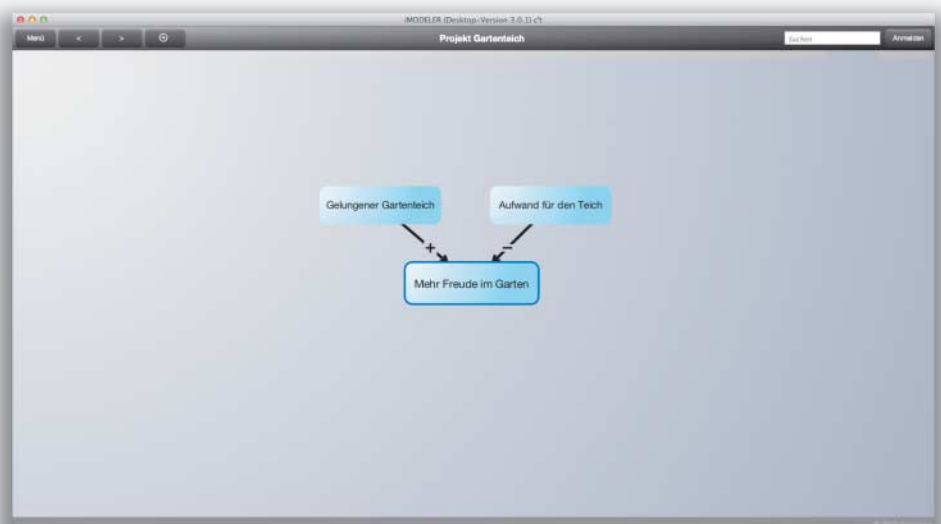 iMODELER (Desktop-Version 3.0.1) c't
Menü < >
Projekt Gartenteich
Suchen
Anmelden
Gelungener Gartenteich
Aufwand für den Teich
+
−
Mehr Freude im Garten